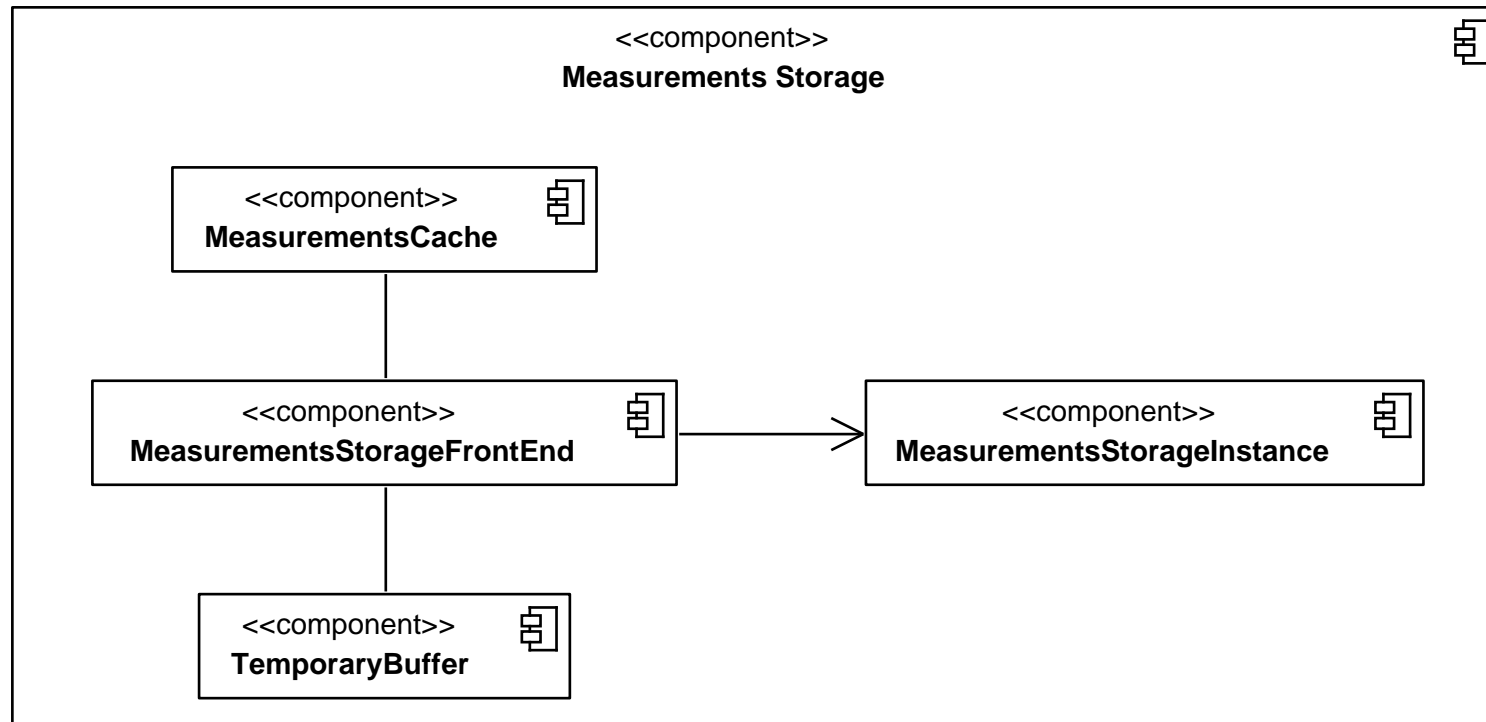 <<component>>
Measurements Storage
<<component>>
MeasurementsCache
<<component>>
MeasurementsStorageFrontEnd
<<component>>
MeasurementsStorageInstance
<<component>>
TemporaryBuffer